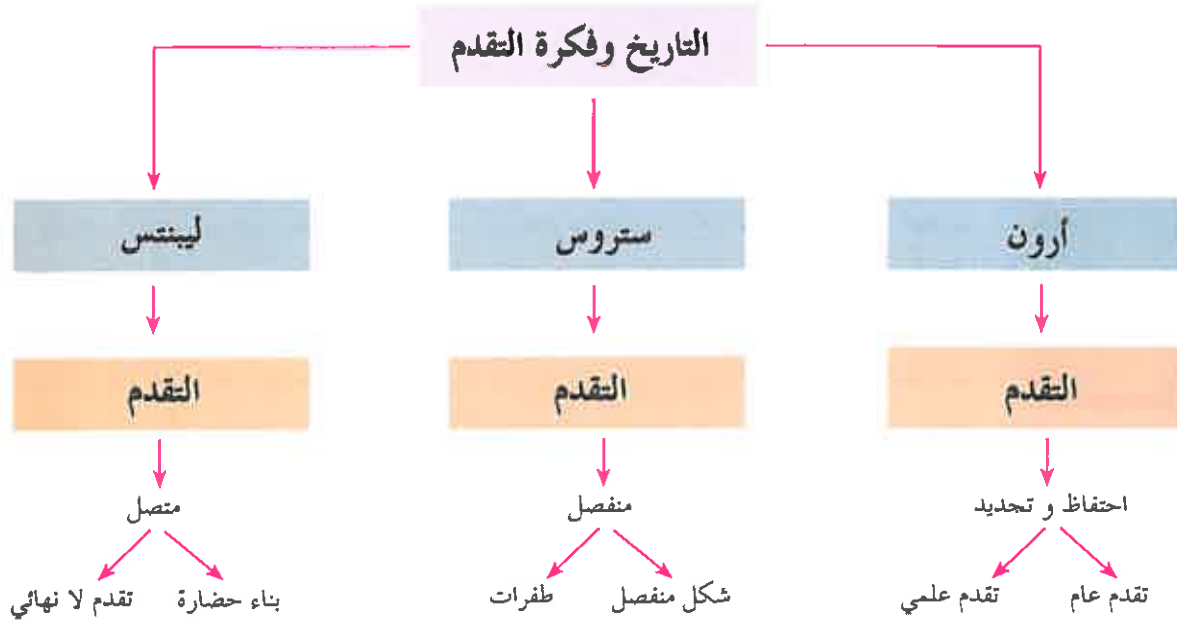 التاريخ وفكرة التقدم
أرون
ستروس
ليبنتس
التقدم
التقدم
التقدم
احتفاظ و تجديد
منفصل
متصل
تقدم عام
تقدم علمي
شكل منفصل
طفرات
بناء حضارة
تقدم لا نهائي